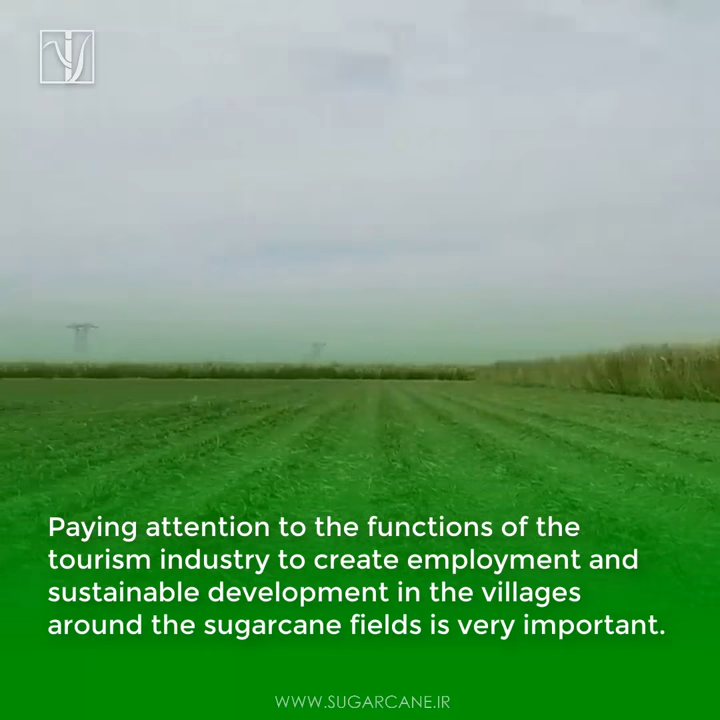 Paying attention to the functions of the
tourism industry to create employment and
sustainable development in the villages
around the sugarcane fields is very important.
WWW.SUGARCANE.IR